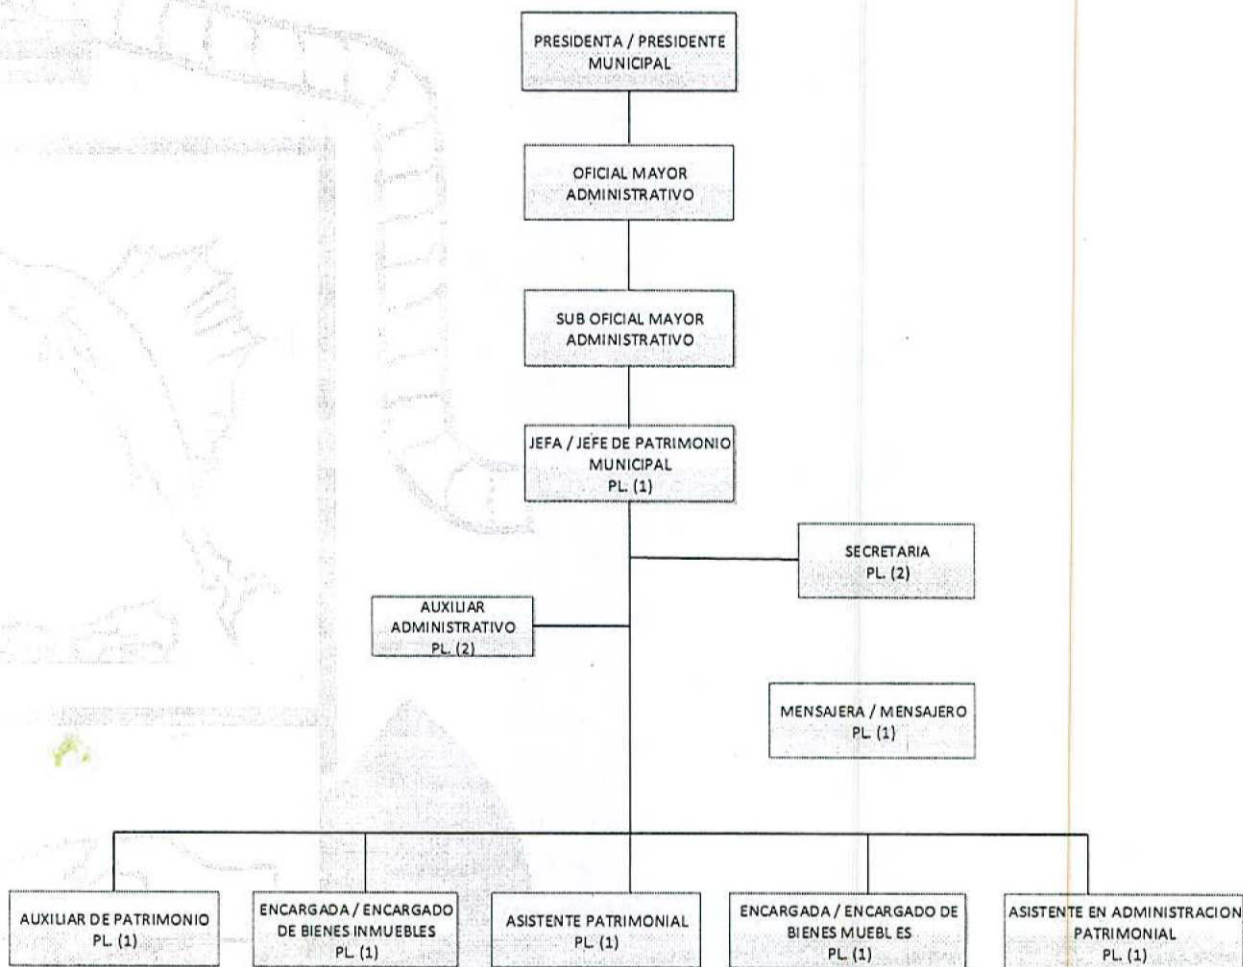 PRESIDENTA / PRESIDENTE
MUNICIPAL
OFICIAL MAYOR
ADMINISTRATIVO
SUB OFICIAL MAYOR
ADMINISTRATIVO
JEFA / JEFE DE PATRIMONIO
MUNICIPAL
PL. (1)
SECRETARIA
PL. (2)
AUXILIAR
ADMINISTRATIVO
PL. (2)
MENSAJERA / MENSAJERO
PL. (1)
AUXILIAR DE PATRIMONIO
PL. (1)
ENCARGADA / ENCARGADO
DE BIENES INMUEBLES
PL. (1)
ASISTENTE PATRIMONIAL
PL. (1)
ENCARGADA / ENCARGADO DE
BIENES MUEBLES
PL. (1)
ASISTENTE EN ADMINISTRACION
PATRIMONIAL
PL. (1)